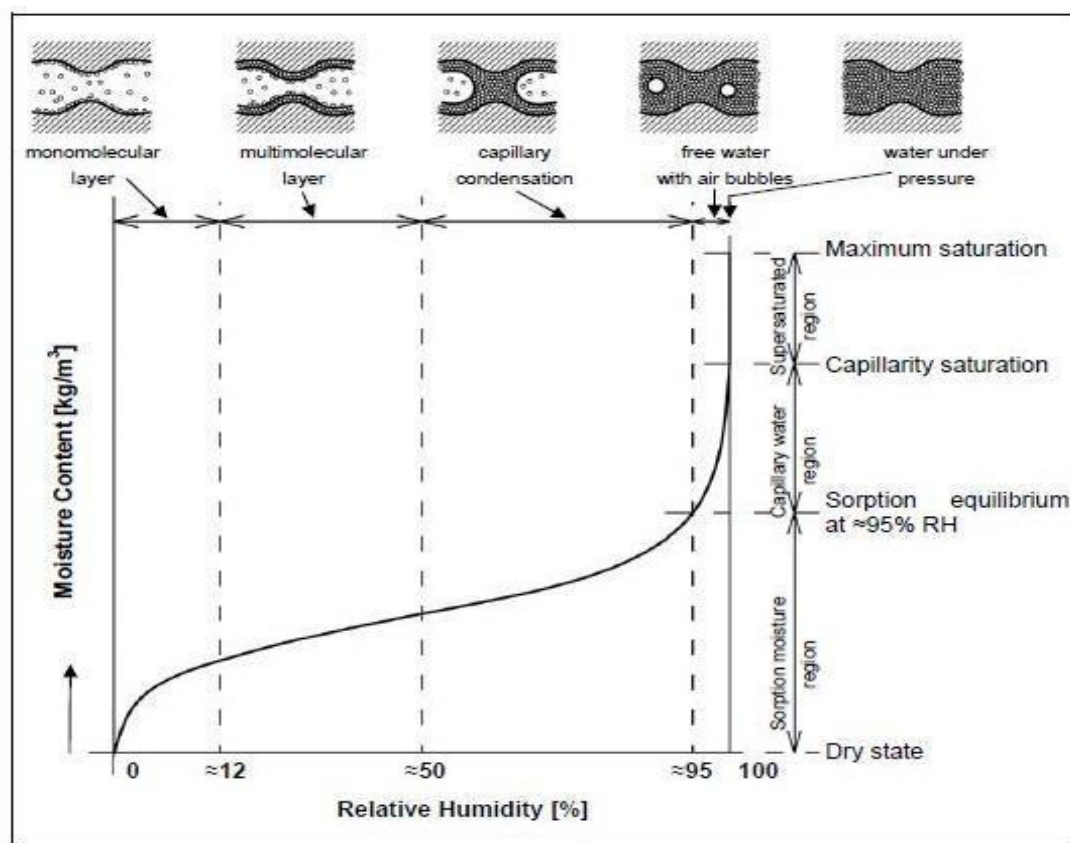 monomolecular
layer
multimolecular
layer
capillary
condensation
free water
with air bubbles
water under
pressure
Moisture Content [kg/m³]
Maximum saturation
Supersaturated
region
Capillarity saturation
Capillary water
region
Sorption equilibrium
at ≈95% RH
Sorption moisture
region
Dry state
0 ≈12 ≈50 ≈95 100
Relative Humidity [%]